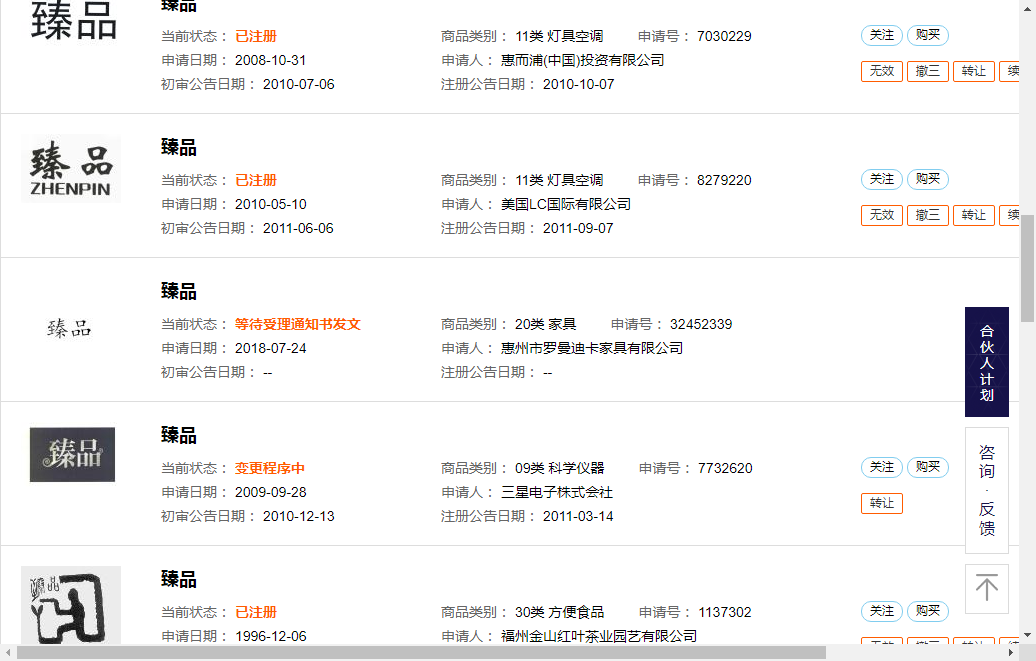 臻品
臻品
当前状态： 已注册 商品类别： 11类 灯具空调 申请号： 7030229 关注 购买
申请日期： 2008-10-31 申请人： 惠而浦(中国)投资有限公司 无效 撤三 转让 续
初审公告日期： 2010-07-06 注册公告日期： 2010-10-07
臻品
臻品
ZHENPIN
当前状态： 已注册 商品类别： 11类 灯具空调 申请号： 8279220 关注 购买
申请日期： 2010-05-10 申请人： 美国LC国际有限公司 无效 撤三 转让 续
初审公告日期： 2011-06-06 注册公告日期： 2011-09-07
臻品
臻品
当前状态： 等待受理通知书发文 商品类别： 20类 家具 申请号： 32452339
申请日期： 2018-07-24 申请人： 惠州市罗曼迪卡家具有限公司
初审公告日期： -- 注册公告日期： --
合伙人计划
臻品
臻品
当前状态： 变更程序中 商品类别： 09类 科学仪器 申请号： 7732620 关注 购买
申请日期： 2009-09-28 申请人： 三星电子株式会社 转让
初审公告日期： 2010-12-13 注册公告日期： 2011-03-14
咨询·反馈
臻品
臻品
当前状态： 已注册 商品类别： 30类 方便食品 申请号： 1137302 关注 购买
申请日期： 1996-12-06 申请人： 福州金山红叶茶业园艺有限公司